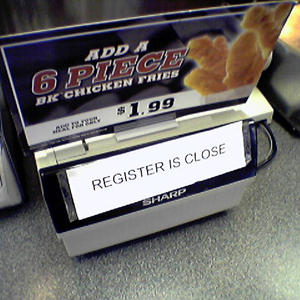 ADD A
6 PIECE
BK CHICKEN FRIES
ADD TO YOUR
MEAL FOR ONLY
$1.99
REGISTER IS CLOSE
SHARP